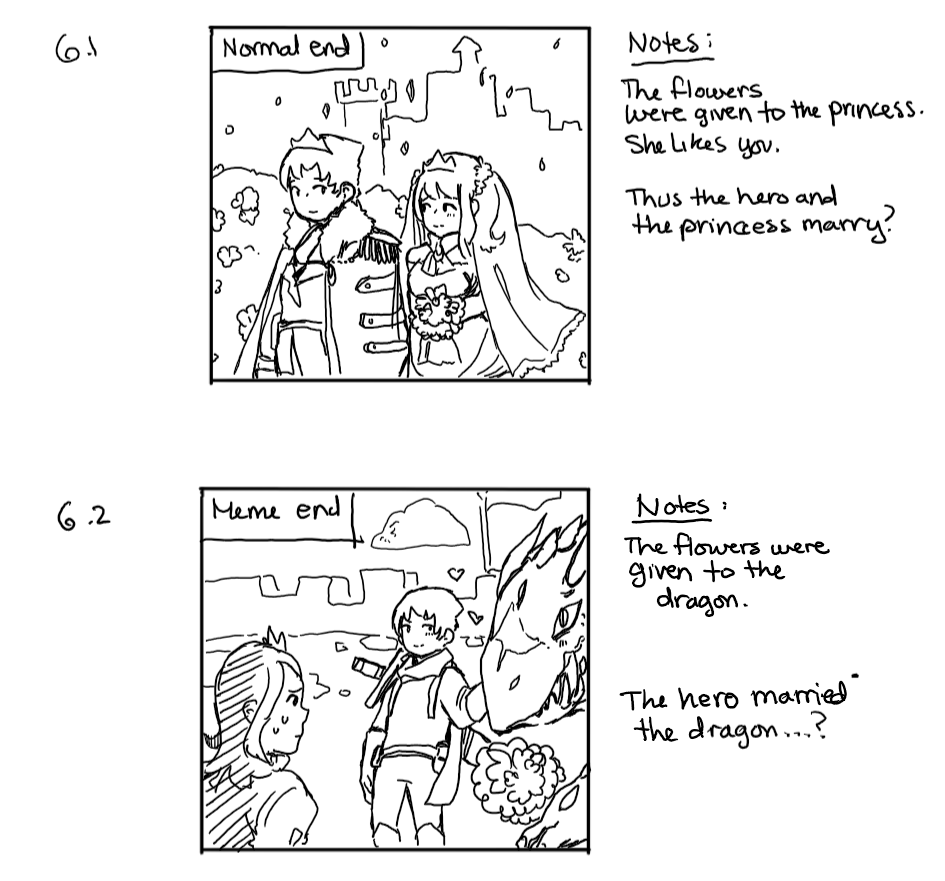 6.1
Normal end
Notes:
The flowers
were given to the princess.
She likes you.
Thus the hero and
the princess marry?
6.2
Meme end
Notes:
The flowers were
given to the
dragon.
The hero married
the dragon...?